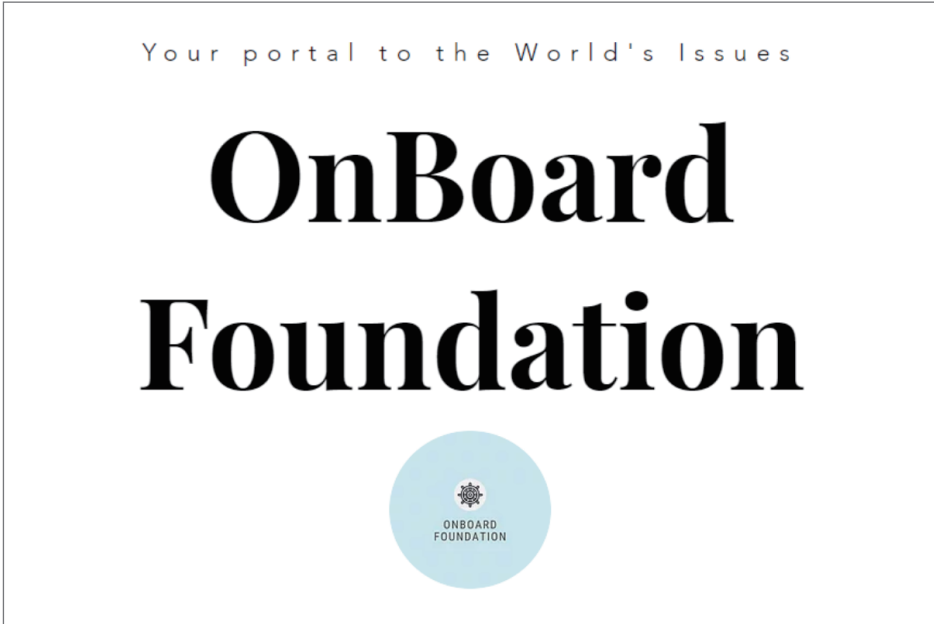 Your portal to the World's Issues
OnBoard
Foundation
ONBOARD
FOUNDATION